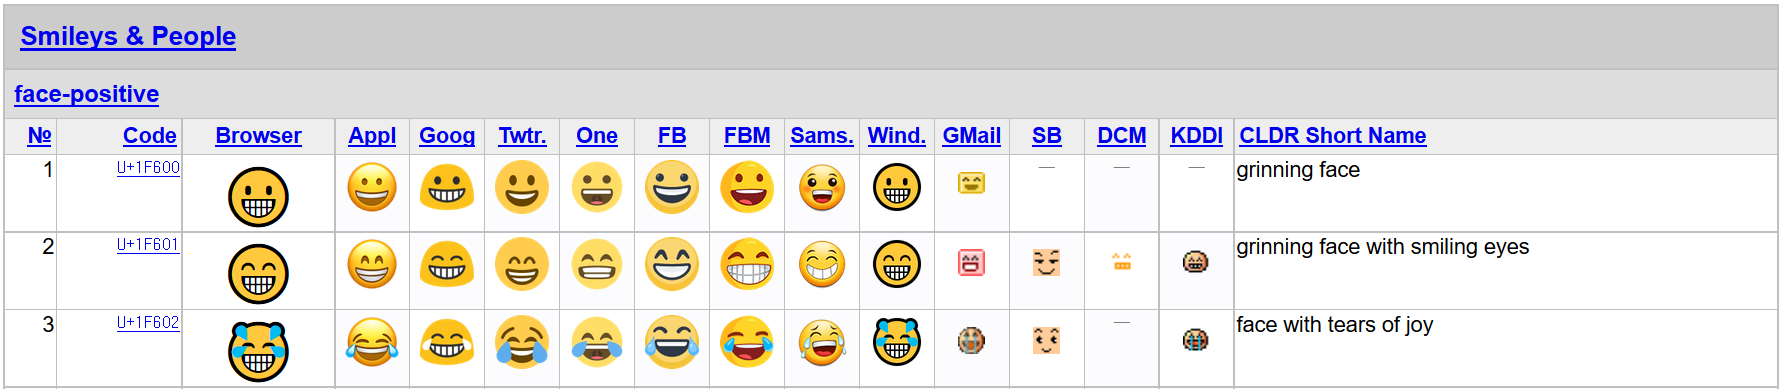 Smileys & People
face-positive
№ Code Browser Appl Goog Twtr. One FB FBM Sams. Wind. GMail SB DCM KDDI CLDR Short Name
1 U+1F600 — — — grinning face
2 U+1F601 grinning face with smiling eyes
3 U+1F602 — face with tears of joy